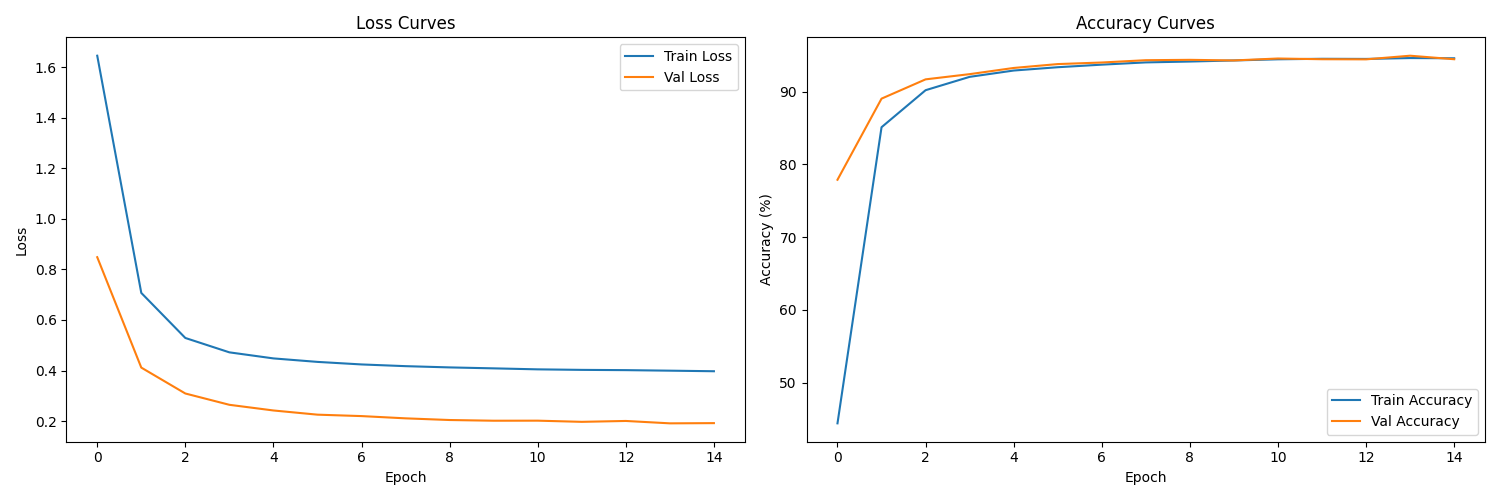 Loss Curves
Train Loss
Val Loss
1.6
1.4
1.2
1.0
0.8
0.6
0.4
0.2
Loss
0 2 4 6 8 10 12 14
Epoch
Accuracy Curves
90
80
70
60
50
Accuracy (%)
Train Accuracy
Val Accuracy
0 2 4 6 8 10 12 14
Epoch